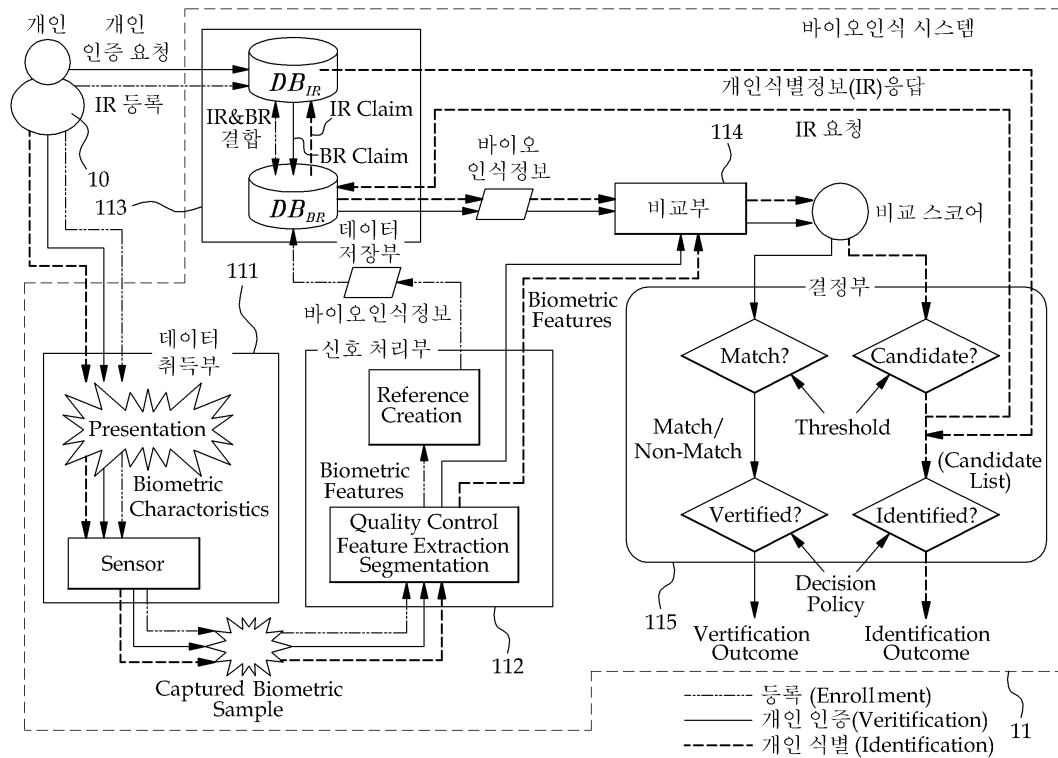 개인
개인
인증 요청
IR 등록
10
113
바이오인식 시스템
DB_IR
개인식별정보(IR)응답
IR 요청
IR&BR
결합
IR Claim
BR Claim
DB_BR
바이오
인식정보
114
비교부
비교 스코어
데이터
저장부
바이오인식정보
Biometric
Features
결정부
111
데이터
취득부
Presentation
Biometric
Characteristics
Sensor
신호 처리부
Reference
Creation
Biometric
Features
Quality Control
Feature Extraction
Segmentation
112
Captured Biometric
Sample
Match?
Candidate?
Threshold
Match/
Non-Match
(Candidate
List)
Vertified?
Identified?
Decision
Policy
115
Vertification
Outcome
Identification
Outcome
등록 (Enrollment)
개인 인증(Veritification)
개인 식별 (Identification)
11